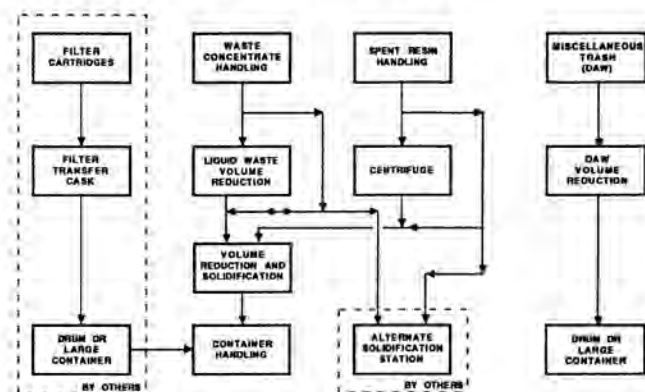 FILTER
CARTRIDGES
WASTE
CONCENTRATE
HANDLING
SPENT RESIN
HANDLING
MISCELLANEOUS
TRASH
(DAW)
FILTER
TRANSFER
CASK
LIQUID WASTE
VOLUME
REDUCTION
CENTRIFUGE
DAW
VOLUME
REDUCTION
VOLUME
REDUCTION AND
SOLIDIFICATION
DRUM OR
LARGE
CONTAINER
CONTAINER
HANDLING
ALTERNATE
SOLIDIFICATION
STATION
DRUM OR
LARGE
CONTAINER
BY OTHERS
BY OTHERS